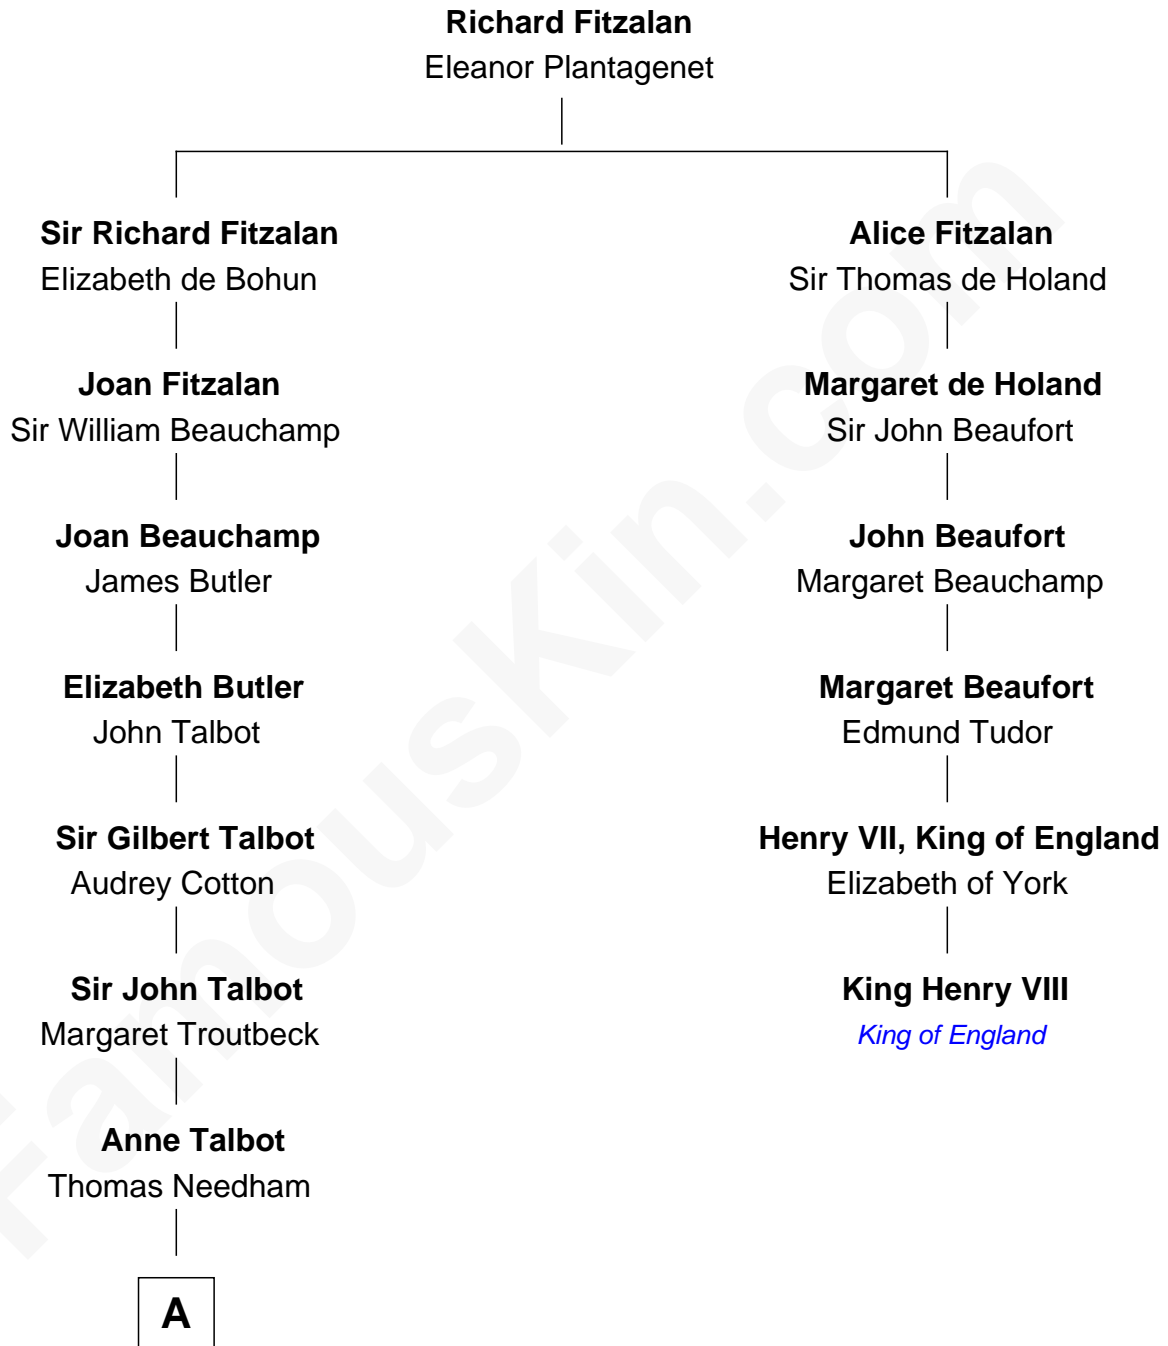 Richard Fitzalan
Eleanor Plantagenet
Sir Richard Fitzalan
Elizabeth de Bohun
Joan Fitzalan
Sir William Beauchamp
Joan Beauchamp
James Butler
Elizabeth Butler
John Talbot
Sir Gilbert Talbot
Audrey Cotton
Sir John Talbot
Margaret Troutbeck
Anne Talbot
Thomas Needham
A
Alice Fitzalan
Sir Thomas de Holand
Margaret de Holand
Sir John Beaufort
John Beaufort
Margaret Beauchamp
Margaret Beaufort
Edmund Tudor
Henry VII, King of England
Elizabeth of York
King Henry VIII
King of England
FamousKin.com